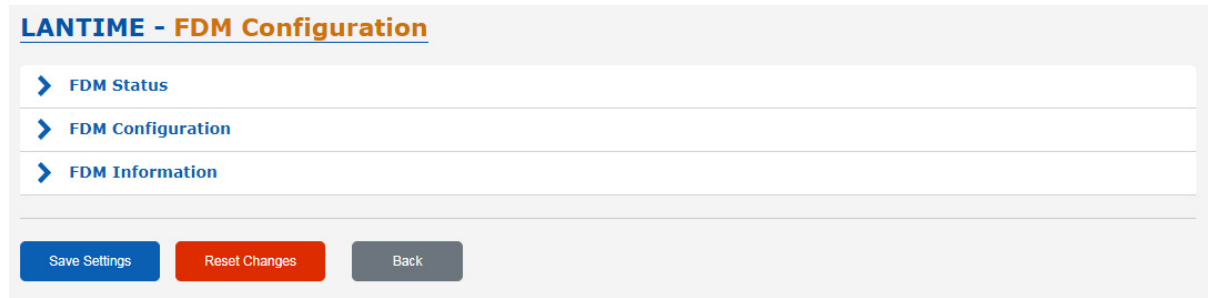 LANTIME - FDM Configuration
FDM Status
FDM Configuration
FDM Information
Save Settings Reset Changes Back